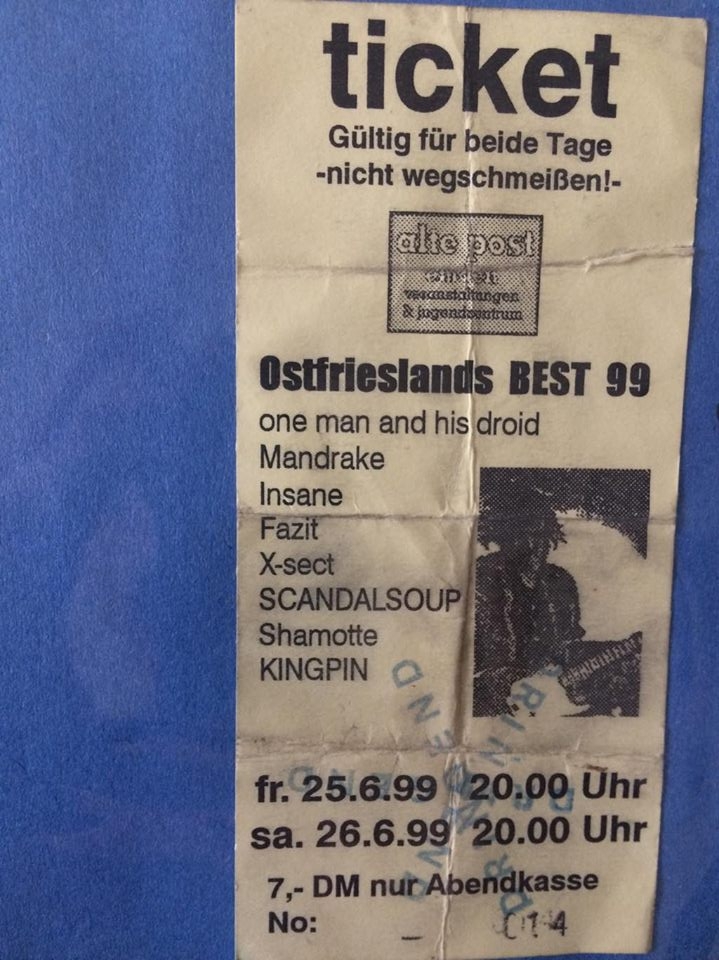 ticket
Gültig für beide Tage
-nicht wegschmeißen!-
alte post
veranstaltungen
& jugendzentrum
Ostfrieslands BEST 99
one man and his droid
Mandrake
Insane
Fazit
X-sect
SCANDALSOUP
Shamotte
KINGPIN
fr. 25.6.99 20.00 Uhr
sa. 26.6.99 20.00 Uhr
7,- DM nur Abendkasse
No: 014